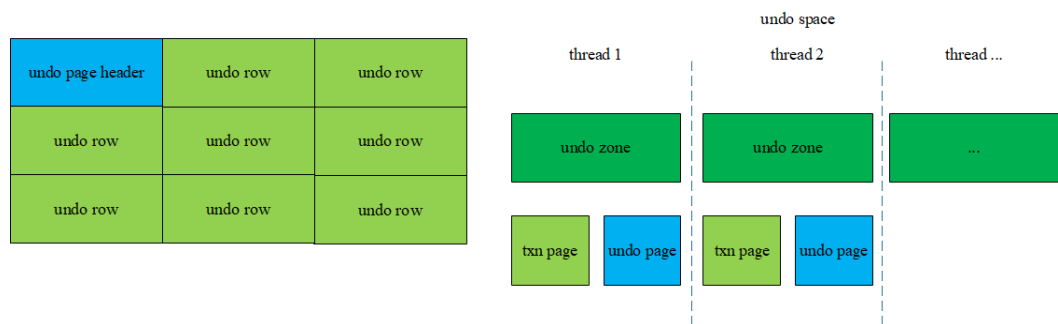 undo page header
undo row
undo row
undo row
undo row
undo row
undo row
undo row
undo row
undo space
thread 1
thread 2
thread ...
undo zone
undo zone
...
txn page
undo page
txn page
undo page